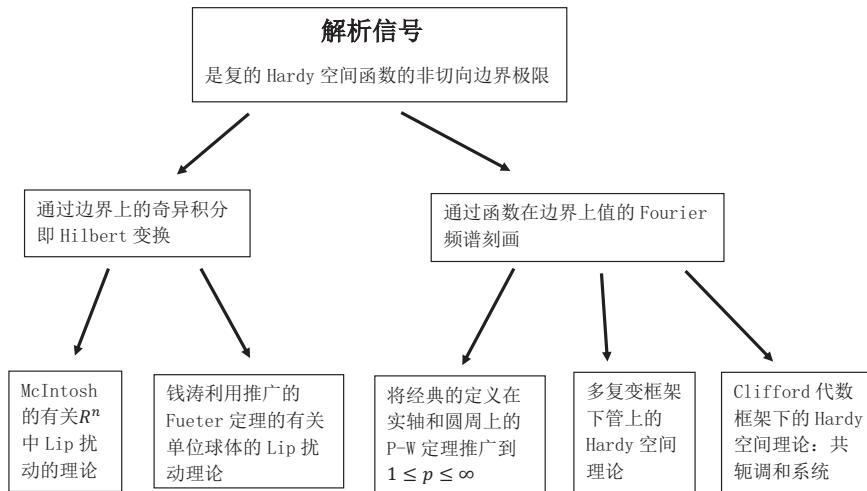 解析信号
是复的 Hardy 空间函数的非切向边界极限
通过边界上的奇异积分
即 Hilbert 变换
通过函数在边界上值的 Fourier
频谱刻画
McIntosh
的有关𝑅ⁿ
中 Lip 扰
动的理论
钱涛利用推广的
Fueter 定理的有关
单位球体的 Lip 扰
动理论
将经典的定义在
实轴和圆周上的
P-W 定理推广到
1 ≤ 𝑝 ≤ ∞
多复变框架
下管上的
Hardy 空间
理论
Clifford 代数
框架下的 Hardy
空间理论：共
轭调和系统